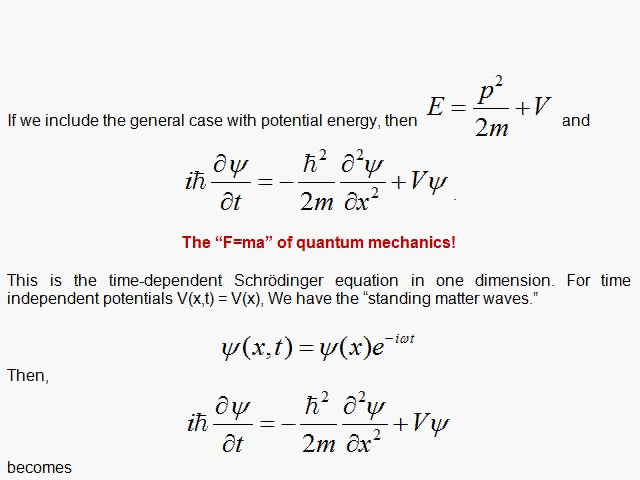 If we include the general case with potential energy, then E = p²/2m + V and
iħ ∂ψ/∂t = − ħ²/2m ∂²ψ/∂x² + Vψ .
The “F=ma” of quantum mechanics!
This is the time-dependent Schrödinger equation in one dimension. For time
independent potentials V(x,t) = V(x), We have the “standing matter waves.”
ψ(x,t) = ψ(x)e^{−iωt}
Then,
iħ ∂ψ/∂t = − ħ²/2m ∂²ψ/∂x² + Vψ
becomes